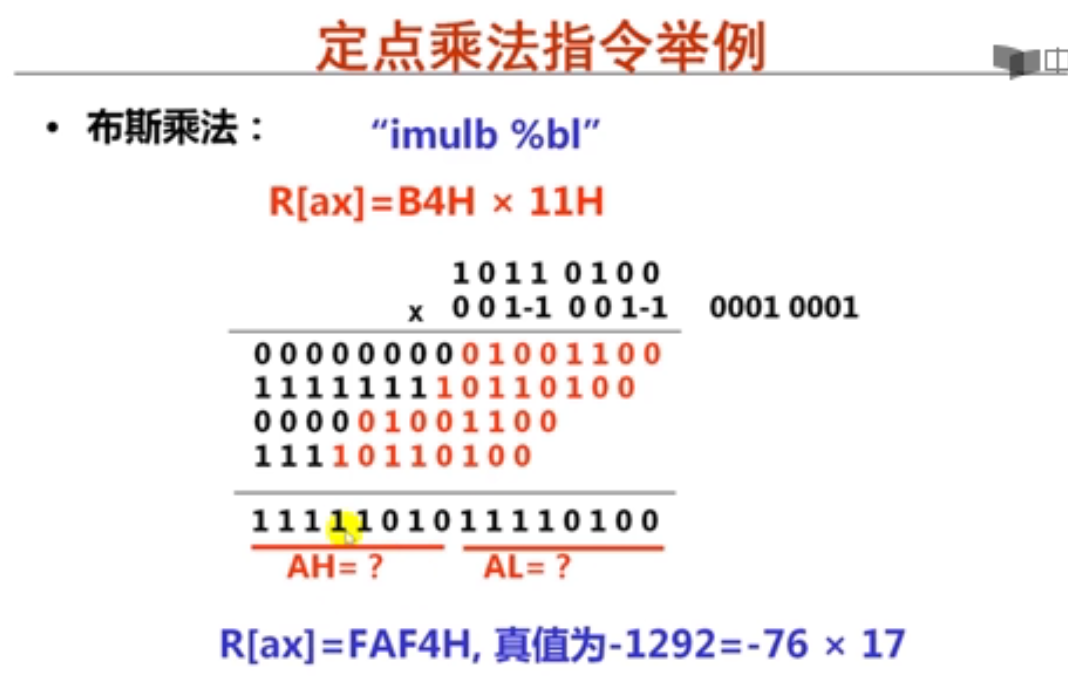 定点乘法指令举例
• 布斯乘法： “imulb %bl”
R[ax]=B4H × 11H
1 0 1 1 0 1 0 0
x 0 0 1-1 0 0 1-1 0001 0001
0 0 0 0 0 0 0 0 0 1 0 0 1 1 0 0
1 1 1 1 1 1 1 1 0 1 1 0 1 0 0
0 0 0 0 0 1 0 0 1 1 0 0
1 1 1 1 0 1 1 0 1 0 0
1 1 1 1 1 0 1 0 1 1 1 1 0 1 0 0
AH= ? AL= ?
R[ax]=FAF4H, 真值为-1292=-76 × 17